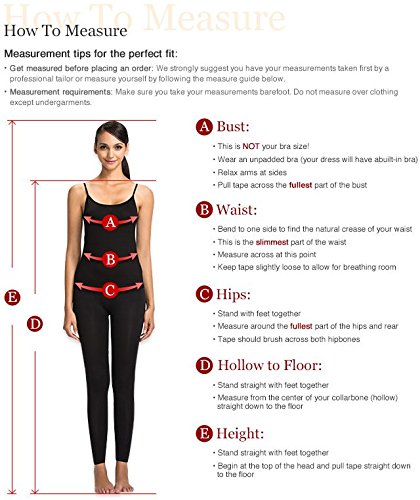 How To Measure
How To Measure
Measurement tips for the perfect fit:
• Get measured before placing an order: We strongly suggest you have your measurements taken first by a
professional tailor or measure yourself by following the measure guide below.
• Measurement requirements: Make sure you take your measurements barefoot. Do not measure over clothing
except undergarments.
A Bust:
• This is NOT your bra size!
• Wear an unpadded bra (your dress will have abuilt-in bra)
• Relax arms at sides
• Pull tape across the fullest part of the bust
B Waist:
• Bend to one side to find the natural crease of your waist
• This is the slimmest part of the waist
• Measure across at this point
• Keep tape slightly loose to allow for breathing room
C Hips:
• Stand with feet together
• Measure around the fullest part of the hips and rear
• Tape should brush across both hipbones
D Hollow to Floor:
• Stand straight with feet together
• Measure from the center of your collarbone (hollow)
straight down to the floor
E Height:
• Stand straight with feet together
• Begin at the top of the head and pull tape straight
down to the floor
A
B
C
E
D